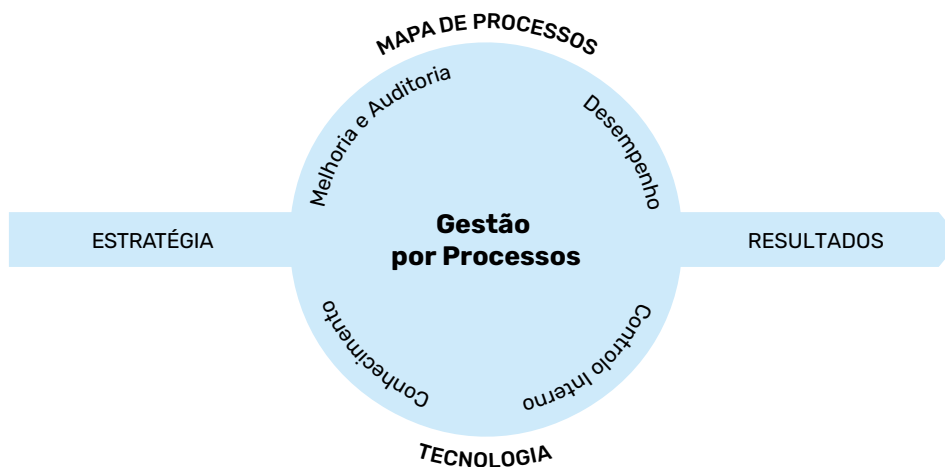 MAPA DE PROCESSOS
Melhoria e Auditoria
Desempenho
ESTRATÉGIA
Gestão
por Processos
RESULTADOS
Conhecimento
Controlo Interno
TECNOLOGIA